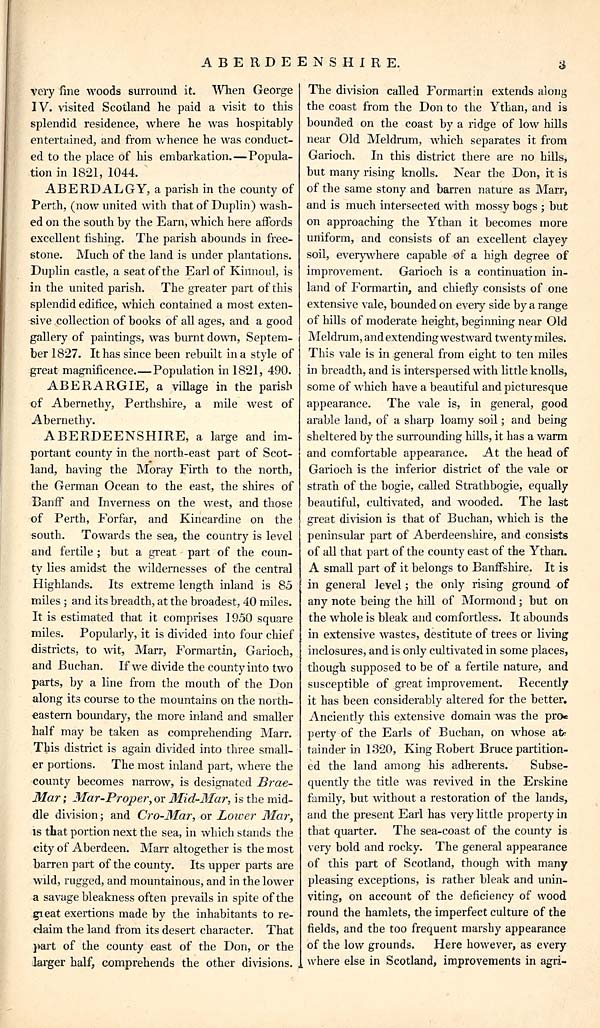 ABERDEENSHIRE.
3
very fine woods surround it. When George
IV. visited Scotland he paid a visit to this
splendid residence, where he was hospitably
entertained, and from whence he was conduct-
ed to the place of his embarkation.—Popula-
tion in 1821, 1044.
ABERDALGY, a parish in the county of
Perth, (now united with that of Duplin) wash-
ed on the south by the Earn, which here affords
excellent fishing. The parish abounds in free-
stone. Much of the land is under plantations.
Duplin castle, a seat of the Earl of Kinnoul, is
in the united parish. The greater part of this
splendid edifice, which contained a most exten-
sive collection of books of all ages, and a good
gallery of paintings, was burnt down, Septem-
ber 1827. It has since been rebuilt in a style of
great magnificence.—Population in 1821, 490.
ABERARGIE, a village in the parish
of Abernethy, Perthshire, a mile west of
Abernethy.
ABERDEENSHIRE, a large and im-
portant county in the north-east part of Scot-
land, having the Moray Firth to the north,
the German Ocean to the east, the shires of
Banff and Inverness on the west, and those
of Perth, Forfar, and Kincardine on the
south. Towards the sea, the country is level
and fertile; but a great part of the coun-
ty lies amidst the wildernesses of the central
Highlands. Its extreme length inland is 85
miles; and its breadth, at the broadest, 40 miles.
It is estimated that it comprises 1950 square
miles. Popularly, it is divided into four chief
districts, to wit, Marr, Formartin, Garioch,
and Buchan. If we divide the county into two
parts, by a line from the mouth of the Don
along its course to the mountains on the north-
eastern boundary, the more inland and smaller
half may be taken as comprehending Marr.
This district is again divided into three small-
er portions. The most inland part, where the
county becomes narrow, is designated Brae-
Mar; Mar-Proper, or Mid-Mar, is the mid-
dle division; and Cro-Mar, or Lower Mar,
is that portion next the sea, in which stands the
city of Aberdeen. Marr altogether is the most
barren part of the county. Its upper parts are
wild, rugged, and mountainous, and in the lower
a savage bleakness often prevails in spite of the
great exertions made by the inhabitants to re-
claim the land from its desert character. That
part of the county east of the Don, or the
larger half, comprehends the other divisions.
The division called Formartin extends along
the coast from the Don to the Ythan, and is
bounded on the coast by a ridge of low hills
near Old Meldrum, which separates it from
Garioch. In this district there are no hills,
but many rising knolls. Near the Don, it is
of the same stony and barren nature as Marr,
and is much intersected with mossy bogs; but
on approaching the Ythan it becomes more
uniform, and consists of an excellent clayey
soil, everywhere capable of a high degree of
improvement. Garioch is a continuation in-
land of Formartin, and chiefly consists of one
extensive vale, bounded on every side by a range
of hills of moderate height, beginning near Old
Meldrum, and extending westward twenty miles.
This vale is in general from eight to ten miles
in breadth, and is interspersed with little knolls,
some of which have a beautiful and picturesque
appearance. The vale is, in general, good
arable land, of a sharp loamy soil; and being
sheltered by the surrounding hills, it has a warm
and comfortable appearance. At the head of
Garioch is the inferior district of the vale or
strath of the bogie, called Strathbogie, equally
beautiful, cultivated, and wooded. The last
great division is that of Buchan, which is the
peninsular part of Aberdeenshire, and consists
of all that part of the county east of the Ythan.
A small part of it belongs to Banffshire. It is
in general level; the only rising ground of
any note being the hill of Mormond; but on
the whole is bleak and comfortless. It abounds
in extensive wastes, destitute of trees or living
inclosures, and is only cultivated in some places,
though supposed to be of a fertile nature, and
susceptible of great improvement. Recently
it has been considerably altered for the better.
Anciently this extensive domain was the pro-
perty of the Earls of Buchan, on whose at-
tainder in 1320, King Robert Bruce partition-
ed the land among his adherents. Subse-
quently the title was revived in the Erskine
family, but without a restoration of the lands,
and the present Earl has very little property in
that quarter. The sea-coast of the county is
very bold and rocky. The general appearance
of this part of Scotland, though with many
pleasing exceptions, is rather bleak and unin-
viting, on account of the deficiency of wood
round the hamlets, the imperfect culture of the
fields, and the too frequent marshy appearance
of the low grounds. Here however, as every
where else in Scotland, improvements in agri-